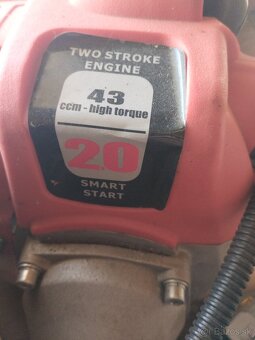 TWO STROKE
ENGINE
43
ccm - high torque
20
SMART
START